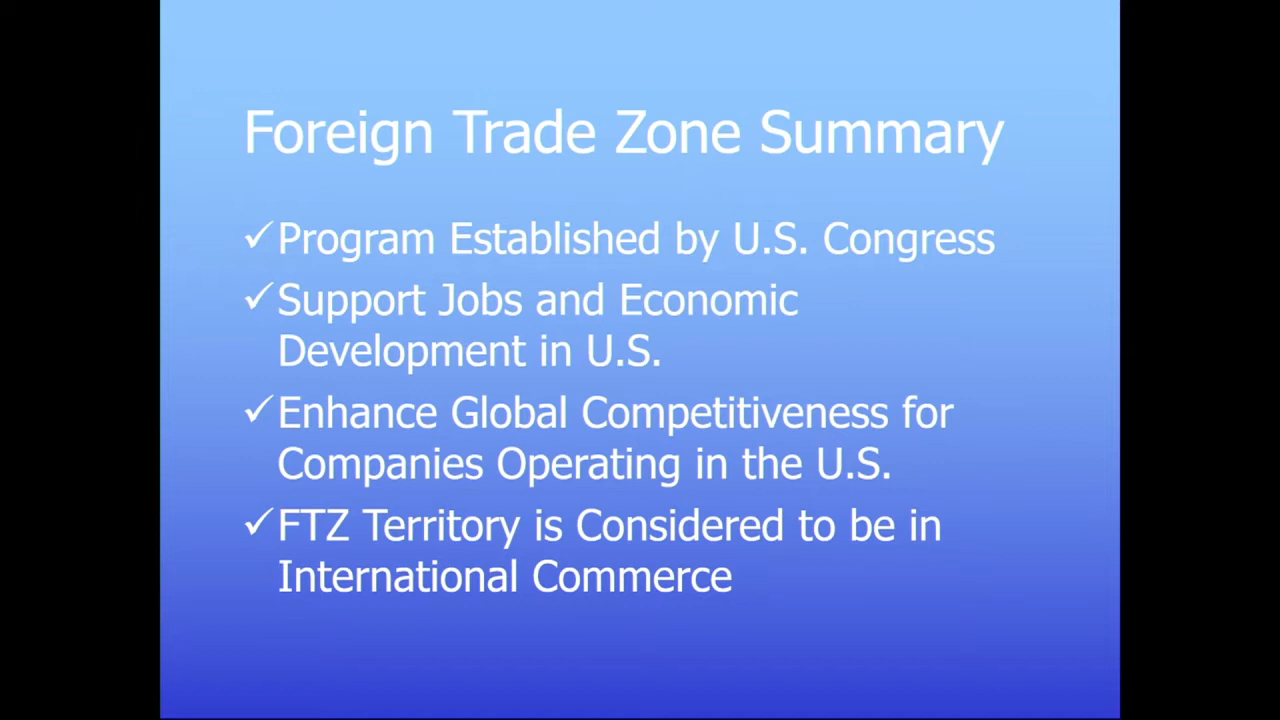 Foreign Trade Zone Summary
✓Program Established by U.S. Congress
✓Support Jobs and Economic
Development in U.S.
✓Enhance Global Competitiveness for
Companies Operating in the U.S.
✓FTZ Territory is Considered to be in
International Commerce